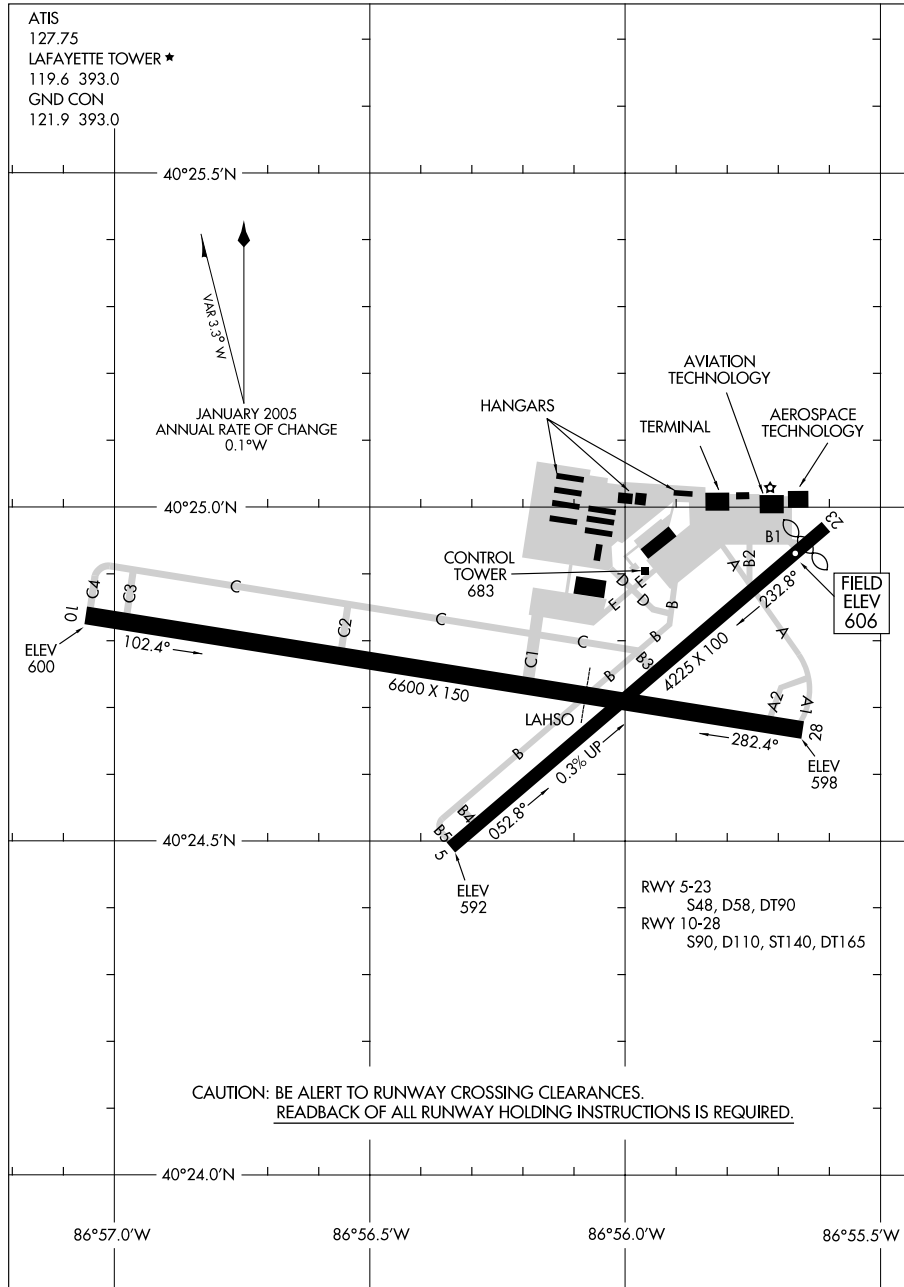 ATIS
127.75
LAFAYETTE TOWER ★
119.6 393.0
GND CON
121.9 393.0
40°25.5'N
VAR 3.3° W
JANUARY 2005
ANNUAL RATE OF CHANGE
0.1°W
AVIATION
TECHNOLOGY
HANGARS
TERMINAL
AEROSPACE
TECHNOLOGY
40°25.0'N
23
B1
CONTROL
TOWER
683
A
B2
D
E
FIELD
ELEV
606
232.8°
C4
C3
C
10
E
D
B
A
ELEV
600
102.4°
C2
C
C1
C
B
B3
4225 X 100
B
6600 X 150
A2
A1
LAHSO
28
282.4°
B
0.3% UP
ELEV
598
052.8°
B4
B5
5
40°24.5'N
ELEV
592
RWY 5-23
S48, D58, DT90
RWY 10-28
S90, D110, ST140, DT165
CAUTION: BE ALERT TO RUNWAY CROSSING CLEARANCES.
READBACK OF ALL RUNWAY HOLDING INSTRUCTIONS IS REQUIRED.
40°24.0'N
86°57.0'W
86°56.5'W
86°56.0'W
86°55.5'W